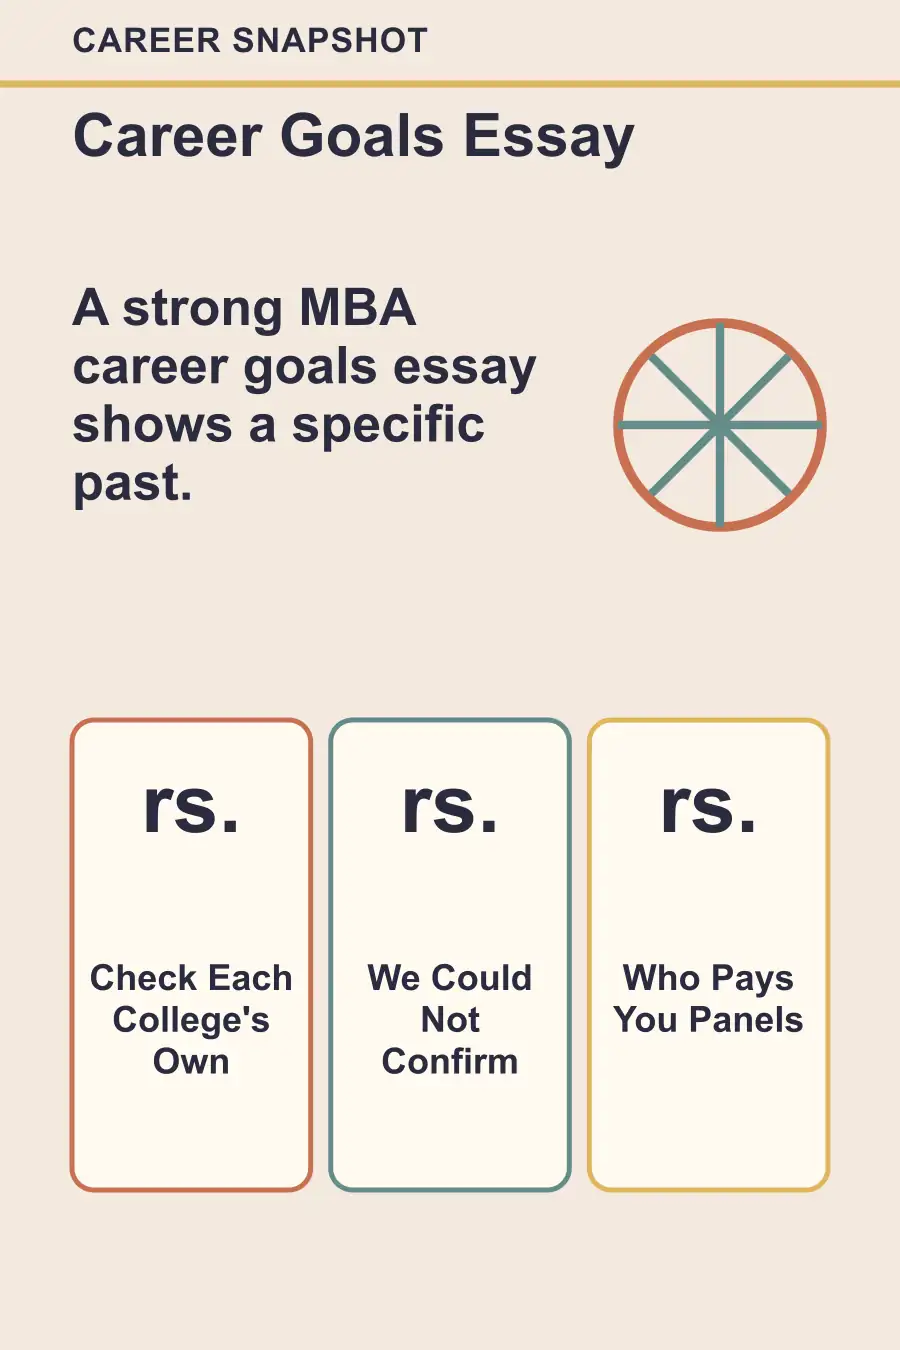 CAREER SNAPSHOT
Career Goals Essay
A strong MBA
career goals essay
shows a specific
past.
rs.
Check Each
College's
Own
rs.
We Could
Not
Confirm
rs.
Who Pays
You Panels